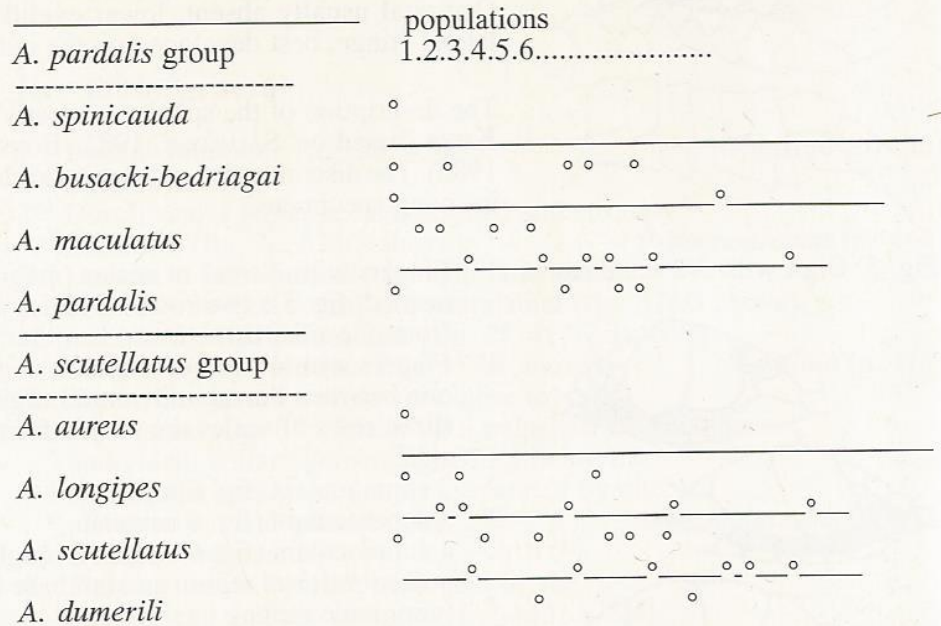 populations
A. pardalis group 1.2.3.4.5.6.....................
A. spinicauda
A. busacki-bedriagai
A. maculatus
A. pardalis
A. scutellatus group
A. aureus
A. longipes
A. scutellatus
A. dumerili